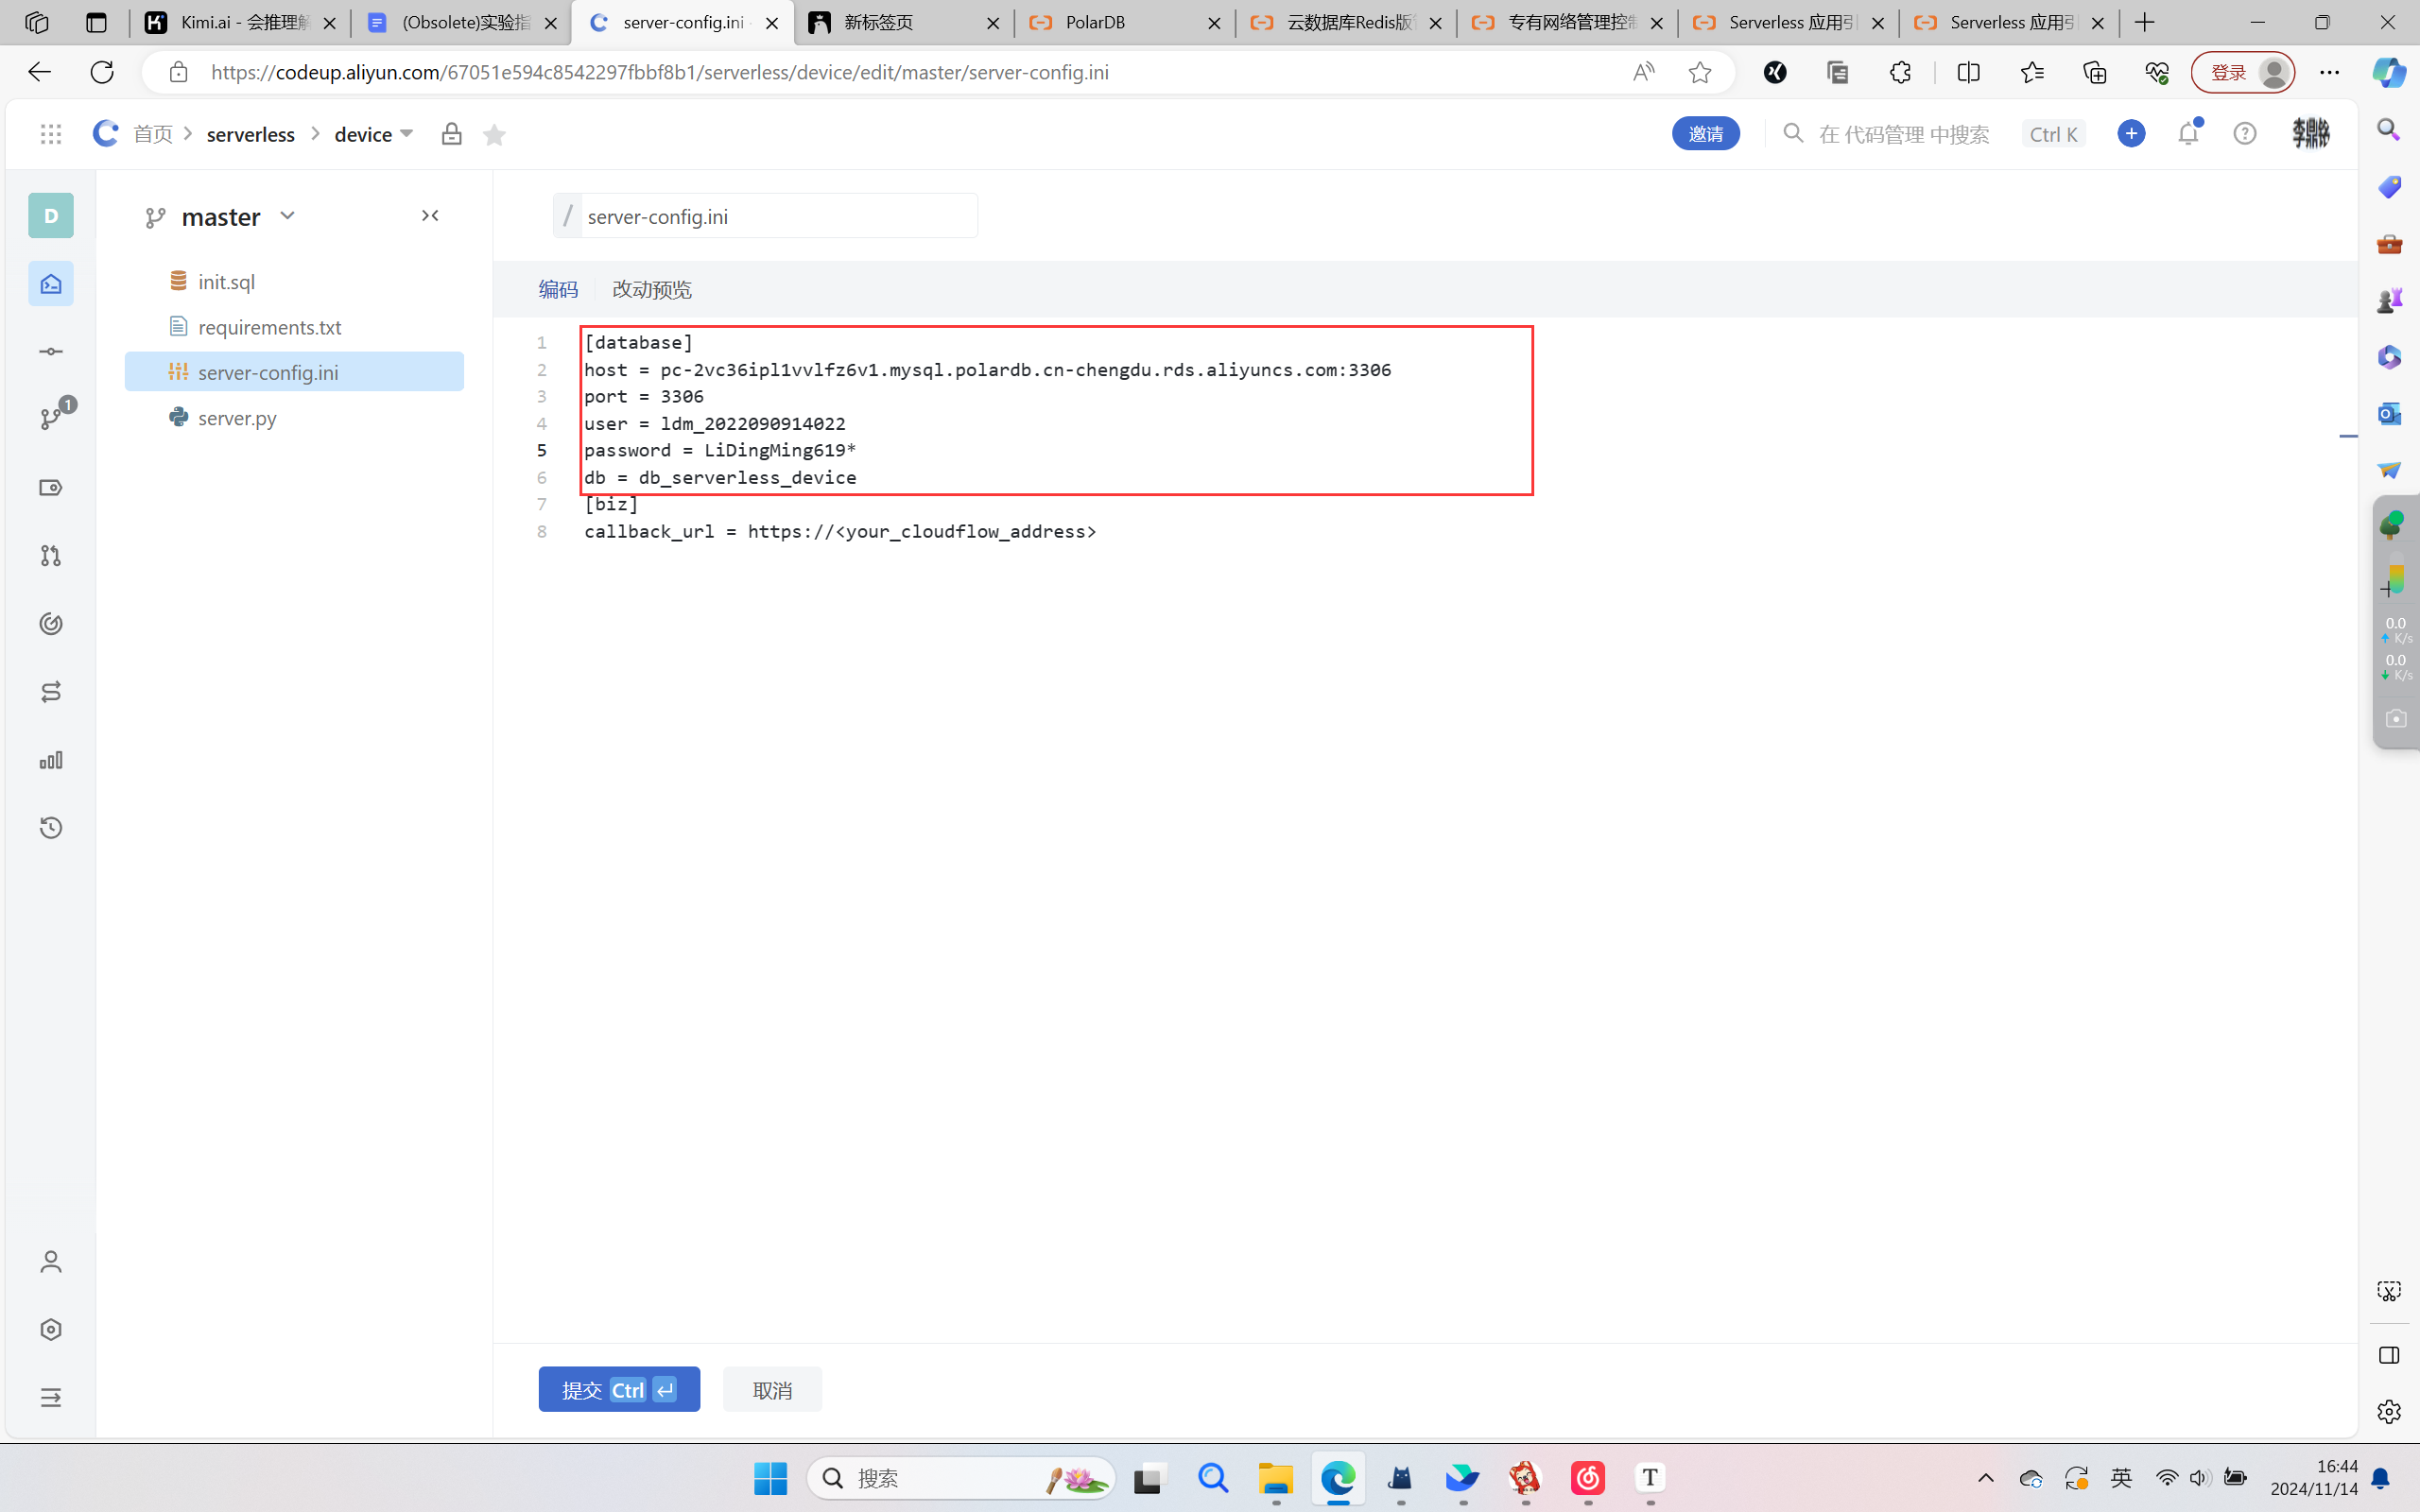 Kimi.ai - 会推理解
(Obsolete)实验指
server-config.ini -
新标签页
PolarDB
云数据库Redis版
专有网络管理控制
Serverless 应用引
Serverless 应用引
https://codeup.aliyun.com/67051e594c8542297fbbf8b1/serverless/device/edit/master/server-config.ini
登录
首页
serverless
device
邀请
在 代码管理 中搜索
Ctrl K
李鼎铭
D
master
/ server-config.ini
init.sql
requirements.txt
server-config.ini
server.py
1
编码
改动预览
1 [database]
2 host = pc-2vc36ipl1vvlfz6v1.mysql.polardb.cn-chengdu.rds.aliyuncs.com:3306
3 port = 3306
4 user = ldm_2022090914022
5 password = LiDingMing619*
6 db = db_serverless_device
7 [biz]
8 callback_url = https://<your_cloudflow_address>
0.0
K/s
0.0
K/s
提交 Ctrl
取消
搜索
英
16:44
2024/11/14